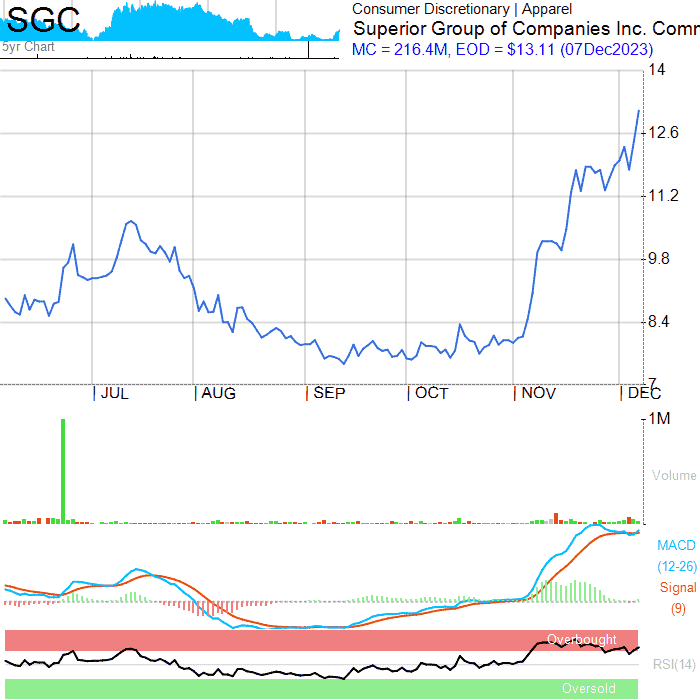 SGC
5yr Chart
Consumer Discretionary | Apparel
Superior Group of Companies Inc. Comm
MC = 216.4M, EOD = $13.11 (07Dec2023)
14
12.6
11.2
9.8
8.4
7
JUL AUG SEP OCT NOV DEC
1M
Volume
MACD
(12-26)
Signal
(9)
Overbought
RSI(14)
Oversold